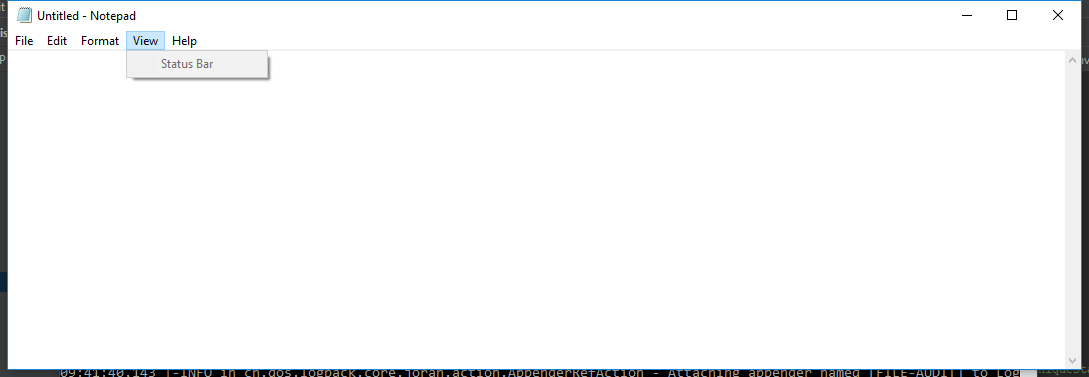 Untitled - Notepad
File Edit Format View Help
Status Bar
09:41:40.143 |-INFO in ch.qos.logback.core.joran.action.AppenderRefAction - Attaching appender named [FILE-AUDIT] to Log